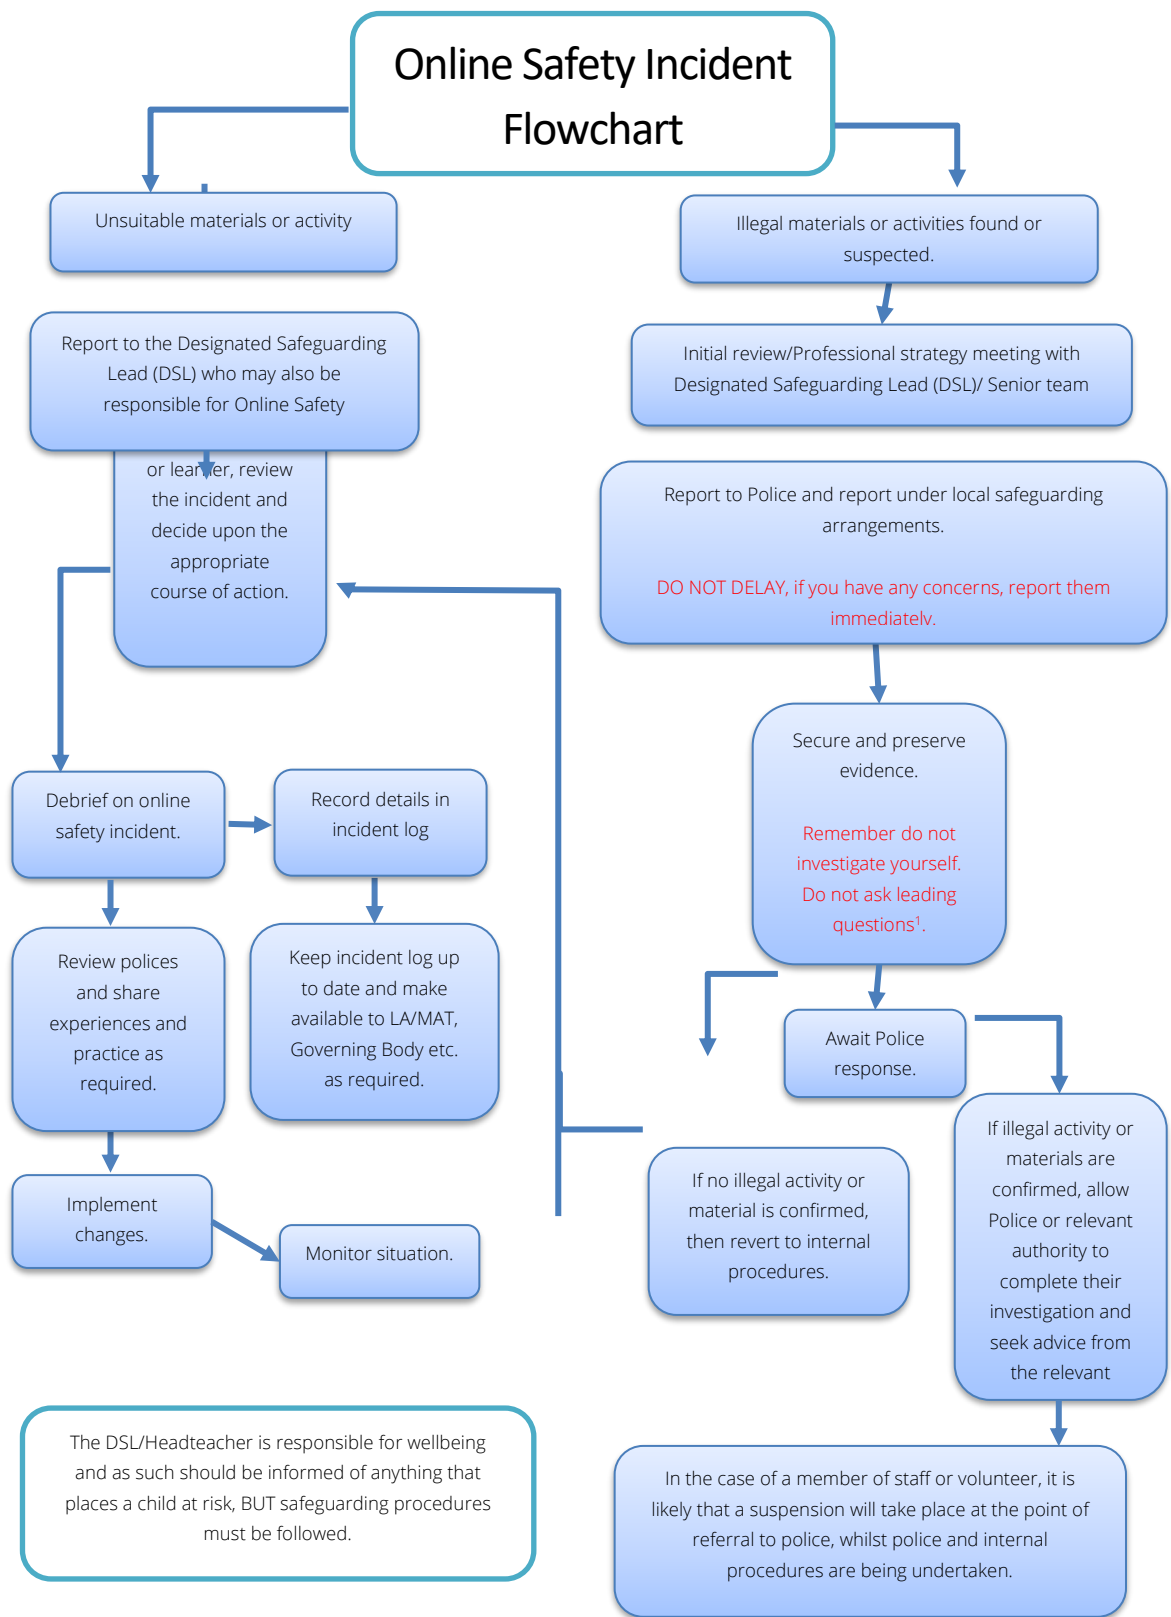 Online Safety Incident
Flowchart
Unsuitable materials or activity
Report to the Designated Safeguarding
Lead (DSL) who may also be
responsible for Online Safety
or learner, review
the incident and
decide upon the
appropriate
course of action.
Debrief on online
safety incident.
Record details in
incident log
Review polices
and share
experiences and
practice as
required.
Keep incident log up
to date and make
available to LA/MAT,
Governing Body etc.
as required.
Implement
changes.
Monitor situation.
Illegal materials or activities found or
suspected.
Initial review/Professional strategy meeting with
Designated Safeguarding Lead (DSL)/ Senior team
Report to Police and report under local safeguarding
arrangements.
DO NOT DELAY, if you have any concerns, report them
immediately.
Secure and preserve
evidence.
Remember do not
investigate yourself.
Do not ask leading
questions¹.
Await Police
response.
If no illegal activity or
material is confirmed,
then revert to internal
procedures.
If illegal activity or
materials are
confirmed, allow
Police or relevant
authority to
complete their
investigation and
seek advice from
the relevant
In the case of a member of staff or volunteer, it is
likely that a suspension will take place at the point of
referral to police, whilst police and internal
procedures are being undertaken.
The DSL/Headteacher is responsible for wellbeing
and as such should be informed of anything that
places a child at risk, BUT safeguarding procedures
must be followed.